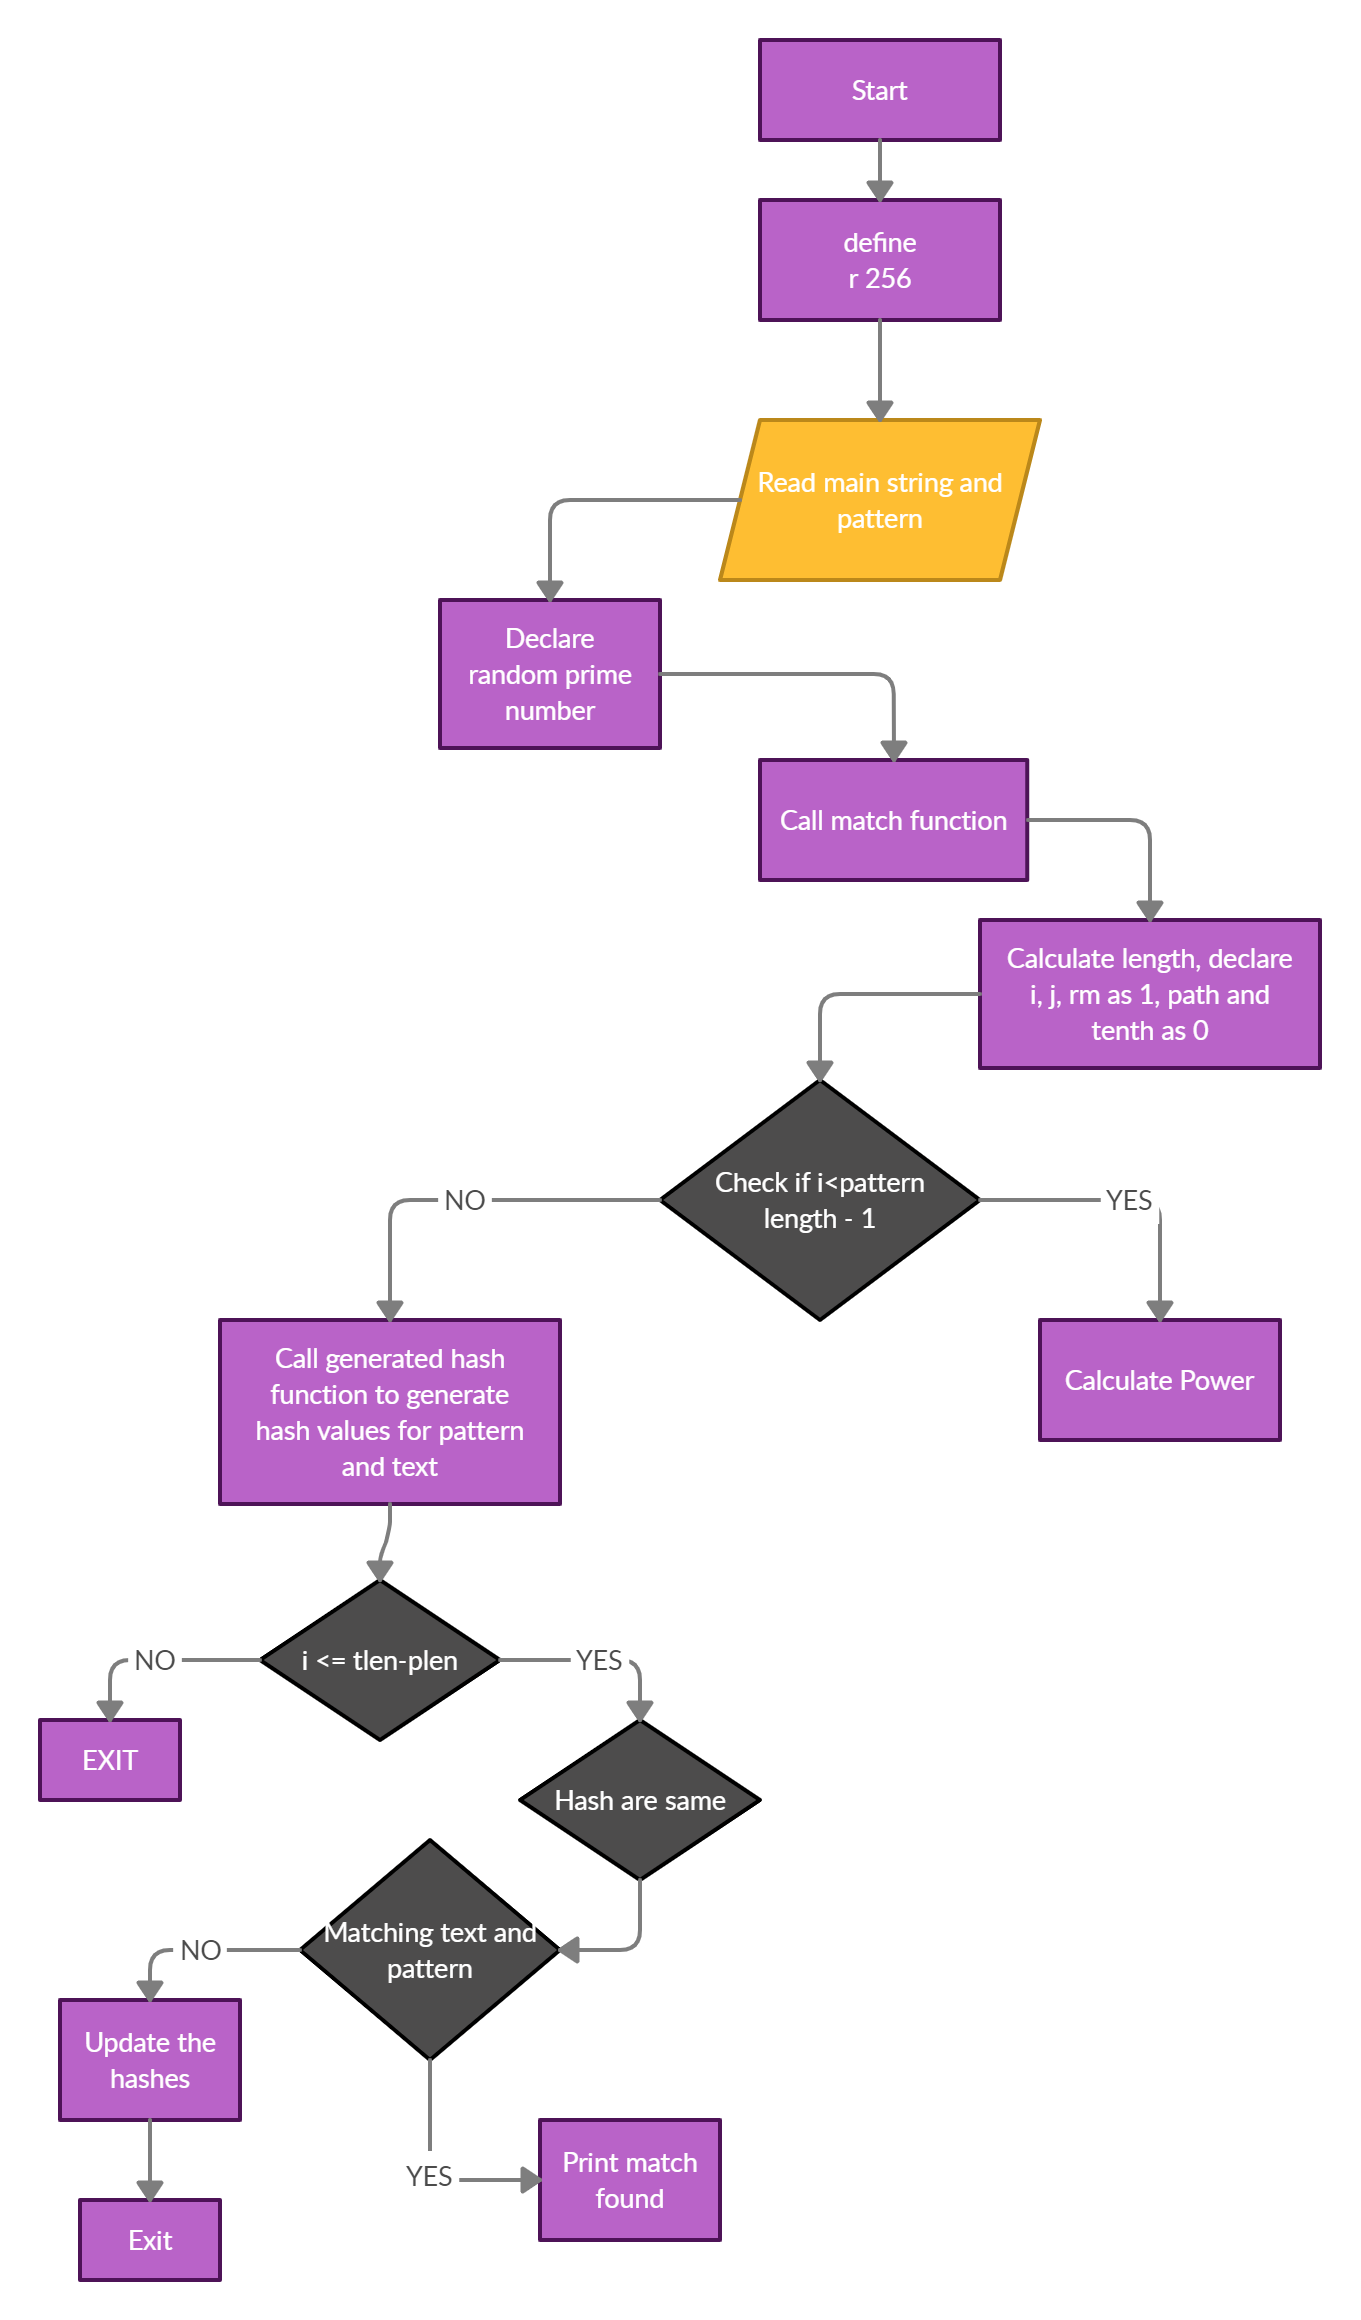 Start
define
r 256
Read main string and
pattern
Declare
random prime
number
Call match function
Calculate length, declare
i, j, rm as 1, path and
tenth as 0
Check if i<pattern
length - 1
NO
YES
Call generated hash
function to generate
hash values for pattern
and text
Calculate Power
i <= tlen-plen
NO
YES
EXIT
Hash are same
Matching text and
pattern
NO
Update the
hashes
YES
Print match
found
Exit